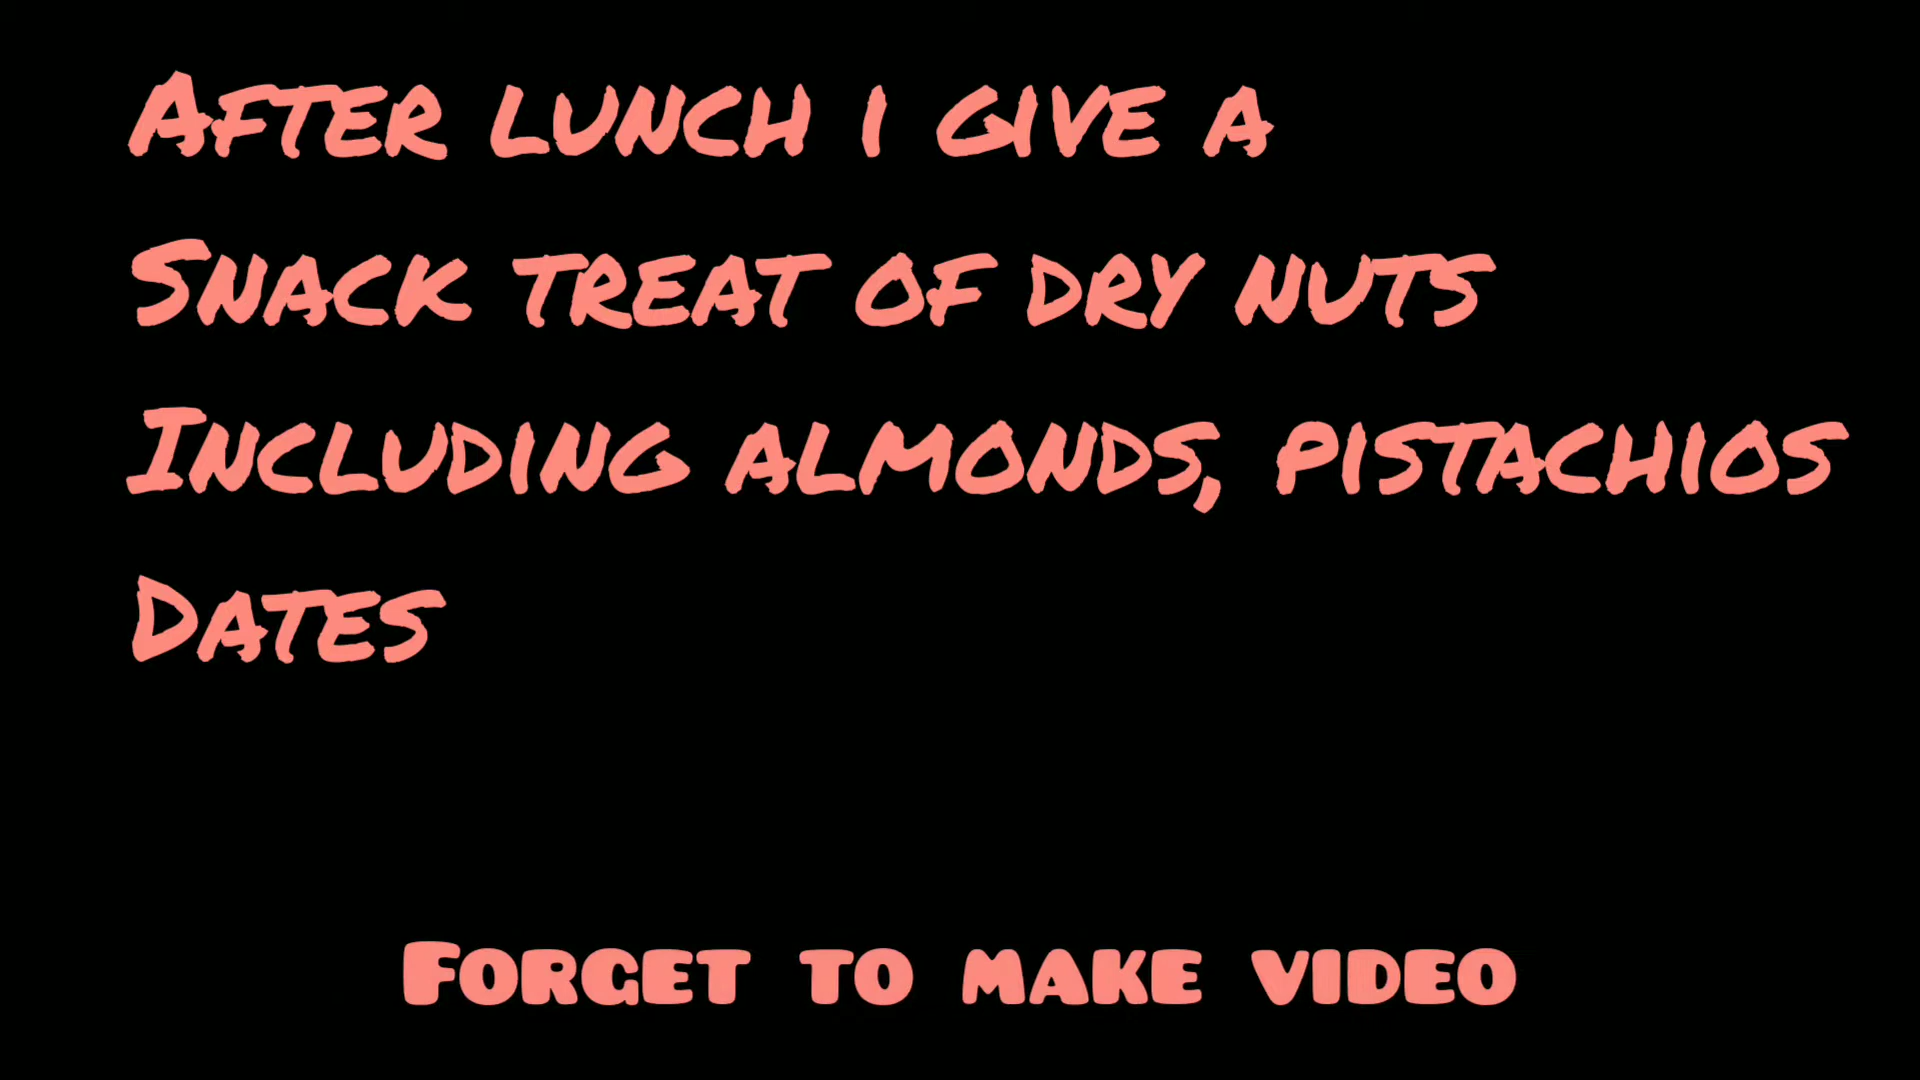 After lunch i give a
Snack treat of dry nuts
Including almonds, pistachios
Dates
Forget to make video